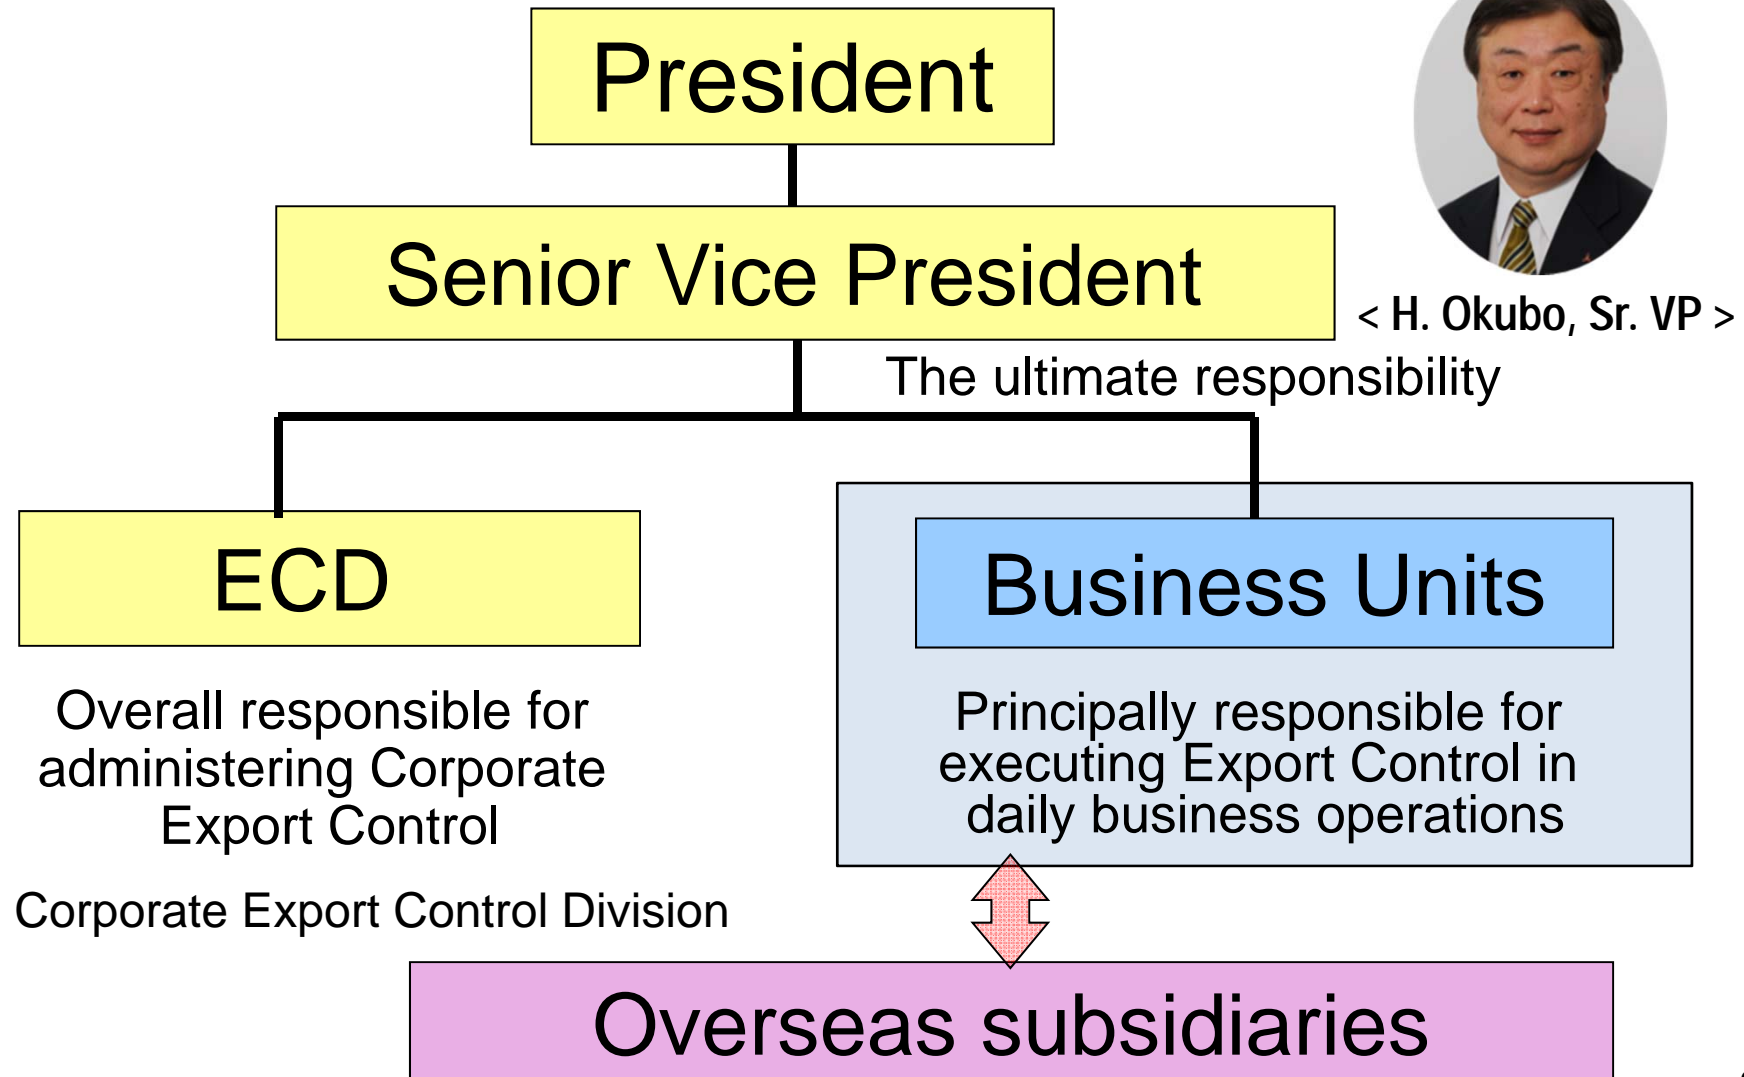 President
Senior Vice President
< H. Okubo, Sr. VP >
The ultimate responsibility
ECD
Business Units
Overall responsible for
administering Corporate
Export Control
Principally responsible for
executing Export Control in
daily business operations
Corporate Export Control Division
Overseas subsidiaries